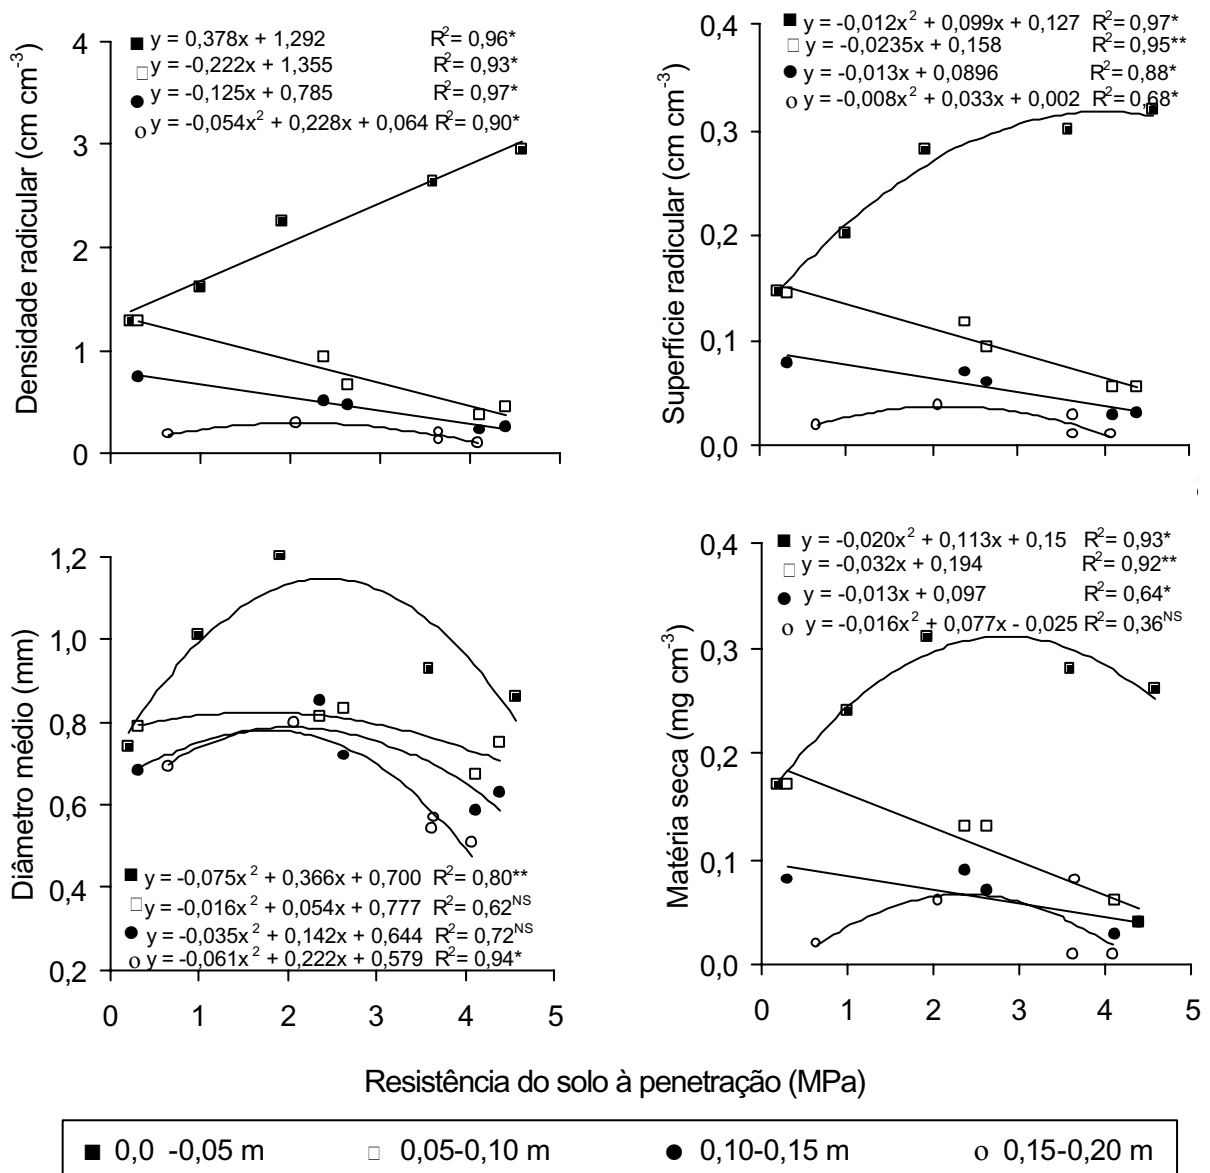 Densidade radicular (cm cm⁻³)
4
3
2
1
0
■ y = 0,378x + 1,292 R²= 0,96*
□ y = -0,222x + 1,355 R²= 0,93*
● y = -0,125x + 0,785 R²= 0,97*
o y = -0,054x² + 0,228x + 0,064 R²= 0,90*
Superfície radicular (cm cm⁻³)
0,4
0,3
0,2
0,1
0,0
■ y = -0,012x² + 0,099x + 0,127 R²= 0,97*
□ y = -0,0235x + 0,158 R²= 0,95**
● y = -0,013x + 0,0896 R²= 0,88*
o y = -0,008x² + 0,033x + 0,002 R²= 0,68*
Diâmetro médio (mm)
1,2
1,0
0,8
0,6
0,4
0,2
■ y = -0,075x² + 0,366x + 0,700 R²= 0,80**
□ y = -0,016x² + 0,054x + 0,777 R²= 0,62ᴺˢ
● y = -0,035x² + 0,142x + 0,644 R²= 0,72ᴺˢ
o y = -0,061x² + 0,222x + 0,579 R²= 0,94*
0 1 2 3 4 5
Matéria seca (mg cm⁻³)
0,4
0,3
0,2
0,1
0,0
■ y = -0,020x² + 0,113x + 0,15 R²= 0,93*
□ y = -0,032x + 0,194 R²= 0,92**
● y = -0,013x + 0,097 R²= 0,64*
o y = -0,016x² + 0,077x - 0,025 R²= 0,36ᴺˢ
0 1 2 3 4 5
Resistência do solo à penetração (MPa)
■ 0,0 -0,05 m □ 0,05-0,10 m ● 0,10-0,15 m o 0,15-0,20 m